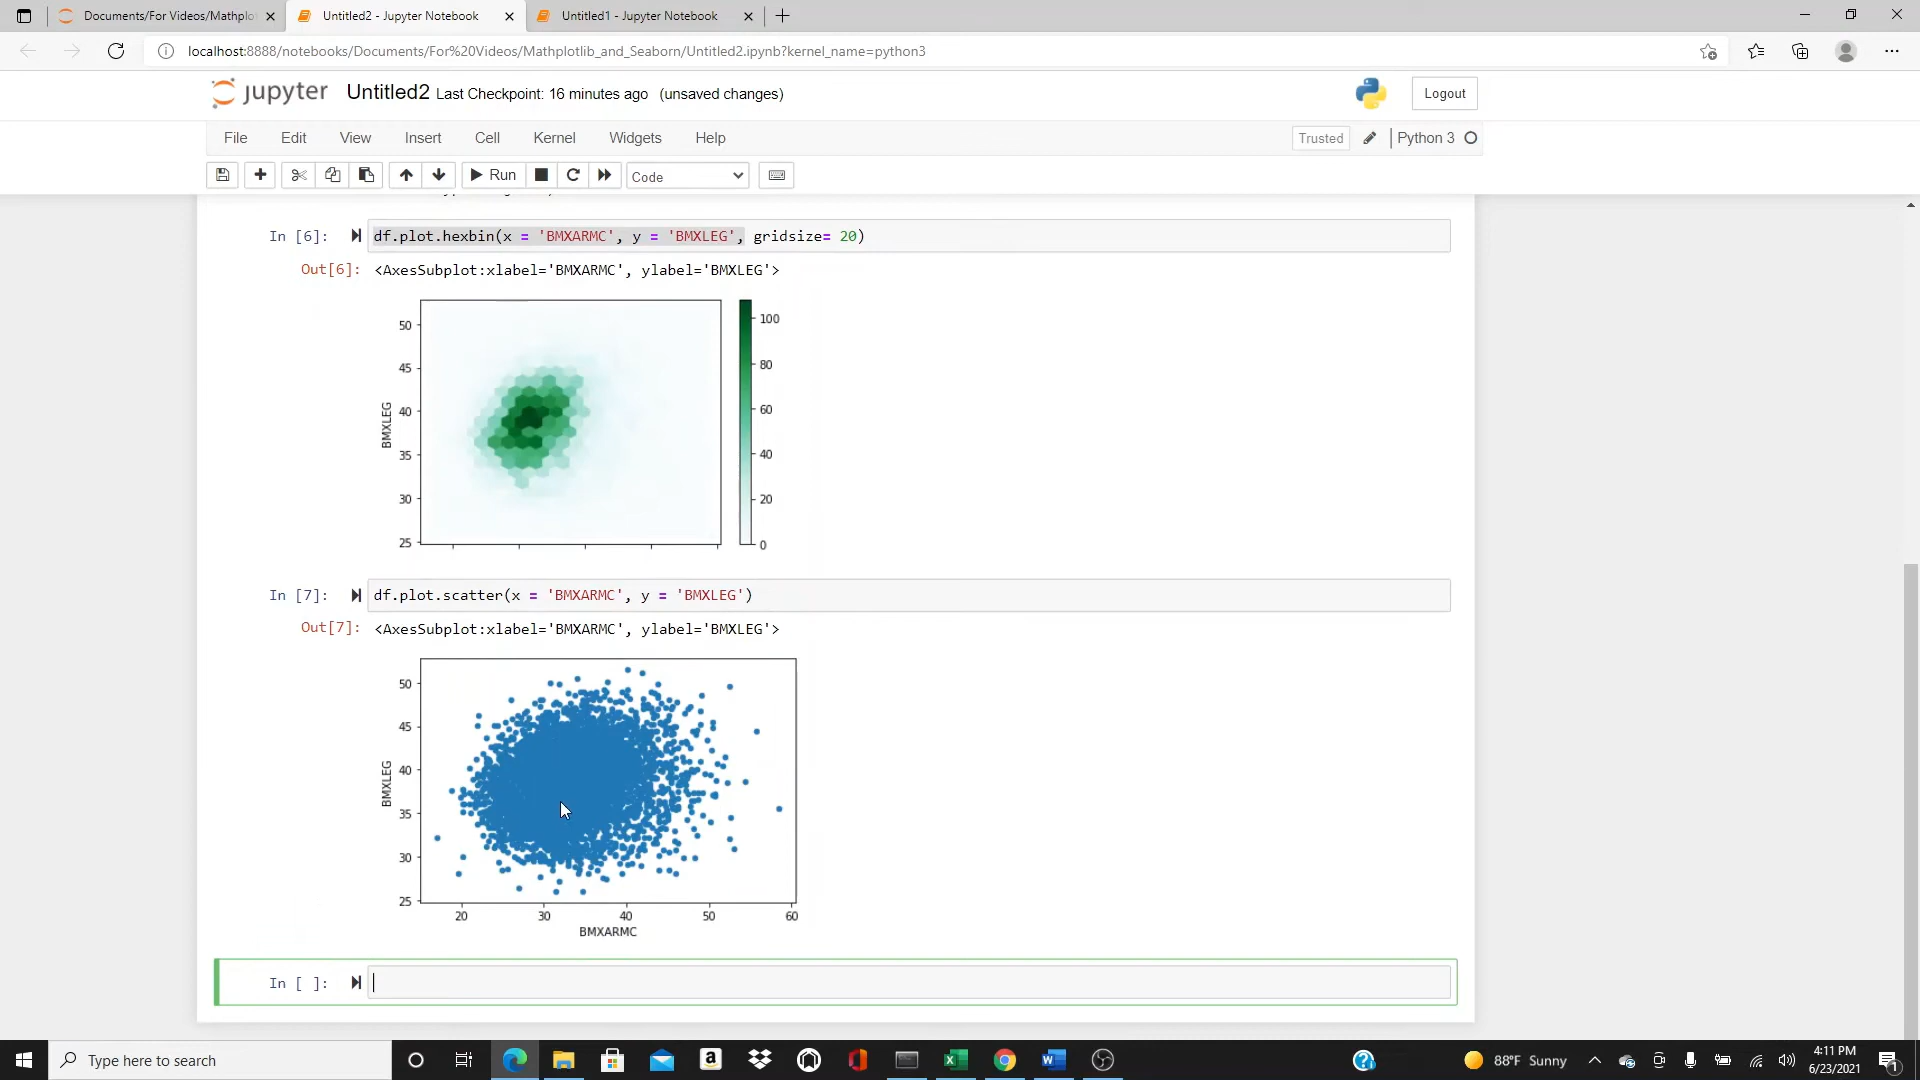 Documents/For Videos/Mathplot
Untitled2 - Jupyter Notebook
Untitled1 - Jupyter Notebook
localhost:8888/notebooks/Documents/For%20Videos/Mathplotlib_and_Seaborn/Untitled2.ipynb?kernel_name=python3
jupyter Untitled2 Last Checkpoint: 16 minutes ago (unsaved changes)
Logout
File Edit View Insert Cell Kernel Widgets Help
Trusted Python 3
Run Code
In [6]: df.plot.hexbin(x = 'BMXARMC', y = 'BMXLEG', gridsize= 20)
Out[6]: <AxesSubplot:xlabel='BMXARMC', ylabel='BMXLEG'>
50
45
40
35
30
25
BMXLEG
100
80
60
40
20
0
In [7]: df.plot.scatter(x = 'BMXARMC', y = 'BMXLEG')
Out[7]: <AxesSubplot:xlabel='BMXARMC', ylabel='BMXLEG'>
50
45
40
35
30
25
BMXLEG
20 30 40 50 60
BMXARMC
In [ ]:
Type here to search
88°F Sunny
4:11 PM
6/23/2021
1